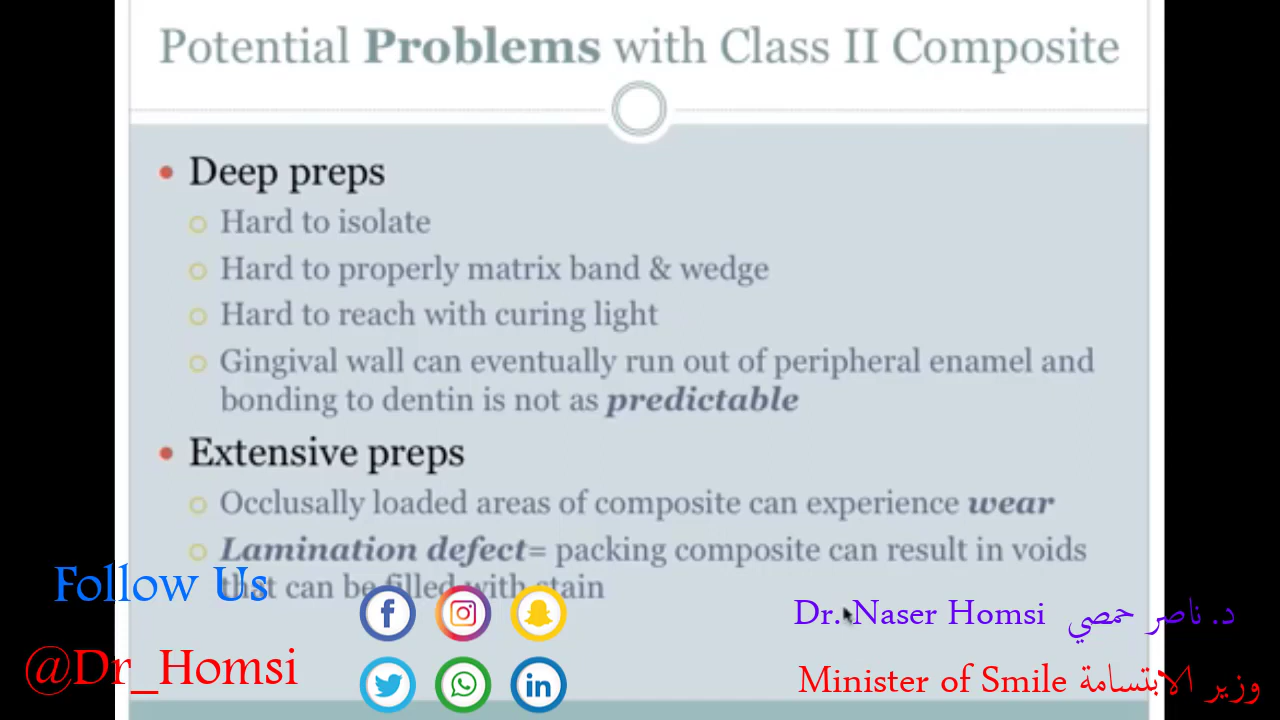 Potential Problems with Class II Composite
Deep preps
Hard to isolate
Hard to properly matrix band & wedge
Hard to reach with curing light
Gingival wall can eventually run out of peripheral enamel and
bonding to dentin is not as predictable
Extensive preps
Occlusally loaded areas of composite can experience wear
Lamination defect= packing composite can result in voids
that can be filled with stain
Follow Us
@Dr_Homsi
Dr. Naser Homsi د. ناصر حمصي
Minister of Smile وزير الابتسامة